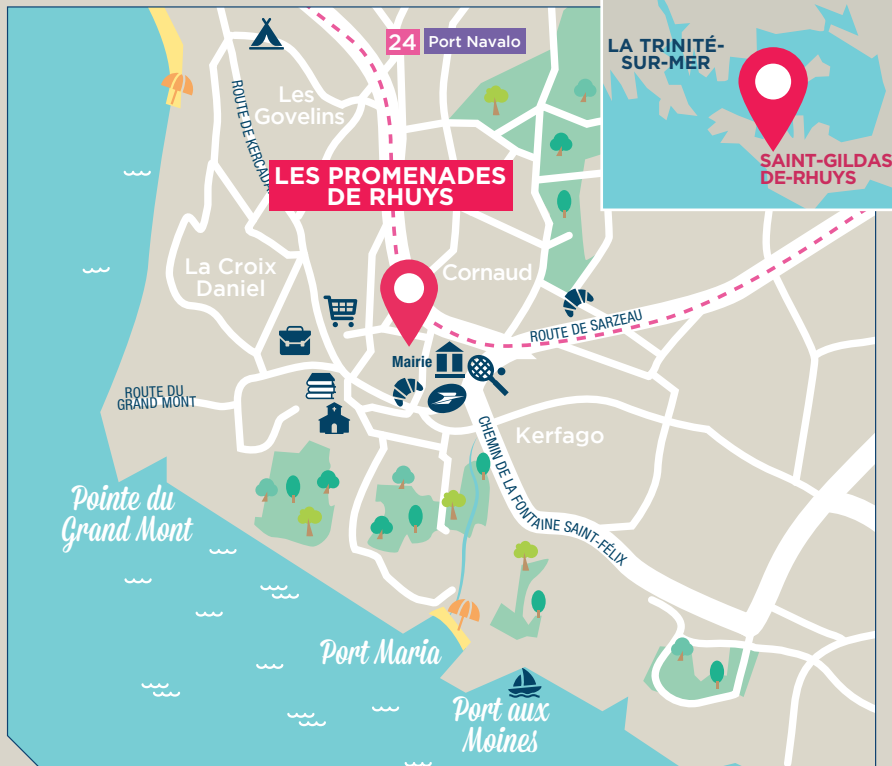 24 Port Navalo
LA TRINITÉ-
SUR-MER
SAINT-GILDAS
DE-RHUYS
Les
Govelins
ROUTE DE KERCADA
LES PROMENADES
DE RHUYS
La Croix
Daniel
Cornaud
ROUTE DE SARZEAU
Mairie
ROUTE DU
GRAND MONT
Kerfago
CHEMIN DE LA FONTAINE SAINT-FÉLIX
Pointe du
Grand Mont
Port Maria
Port aux
Moines